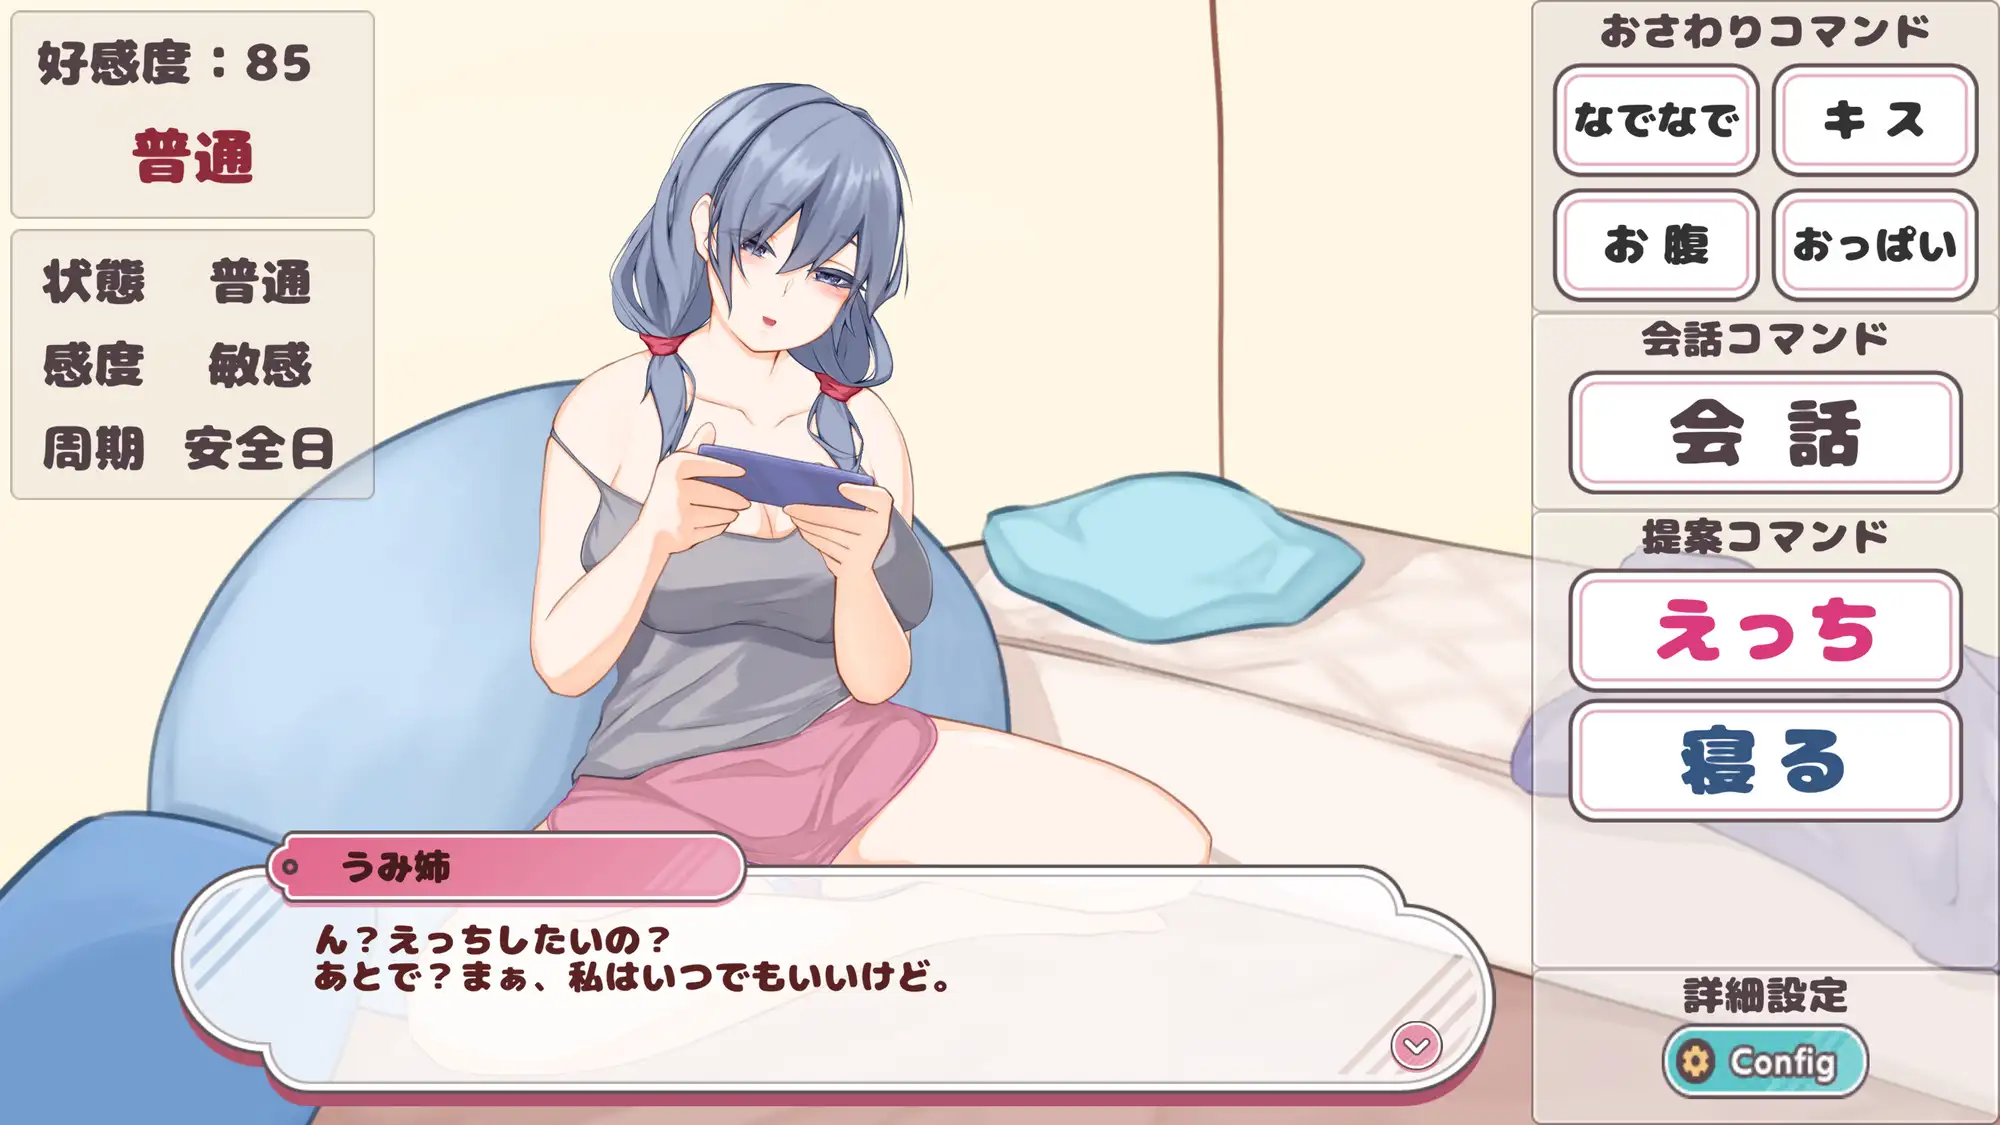 好感度：85
普通
状態 普通
感度 敏感
周期 安全日
おさわりコマンド
なでなで
キス
お腹
おっぱい
会話コマンド
会話
提案コマンド
えっち
寝る
詳細設定
Config
うみ姉
ん？えっちしたいの？
あとで？まぁ、私はいつでもいいけど。